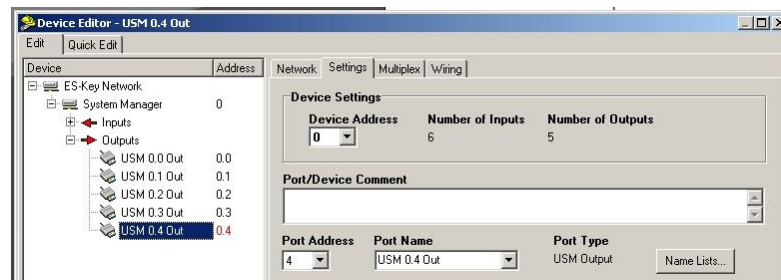 Device Editor - USM 0.4 Out
Edit Quick Edit
Device Address
ES-Key Network
System Manager 0
Inputs
Outputs
USM 0.0 Out 0.0
USM 0.1 Out 0.1
USM 0.2 Out 0.2
USM 0.3 Out 0.3
USM 0.4 Out 0.4
Network Settings Multiplex Wiring
Device Settings
Device Address Number of Inputs Number of Outputs
0 6 5
Port/Device Comment
Port Address Port Name Port Type
4 USM 0.4 Out USM Output Name Lists...